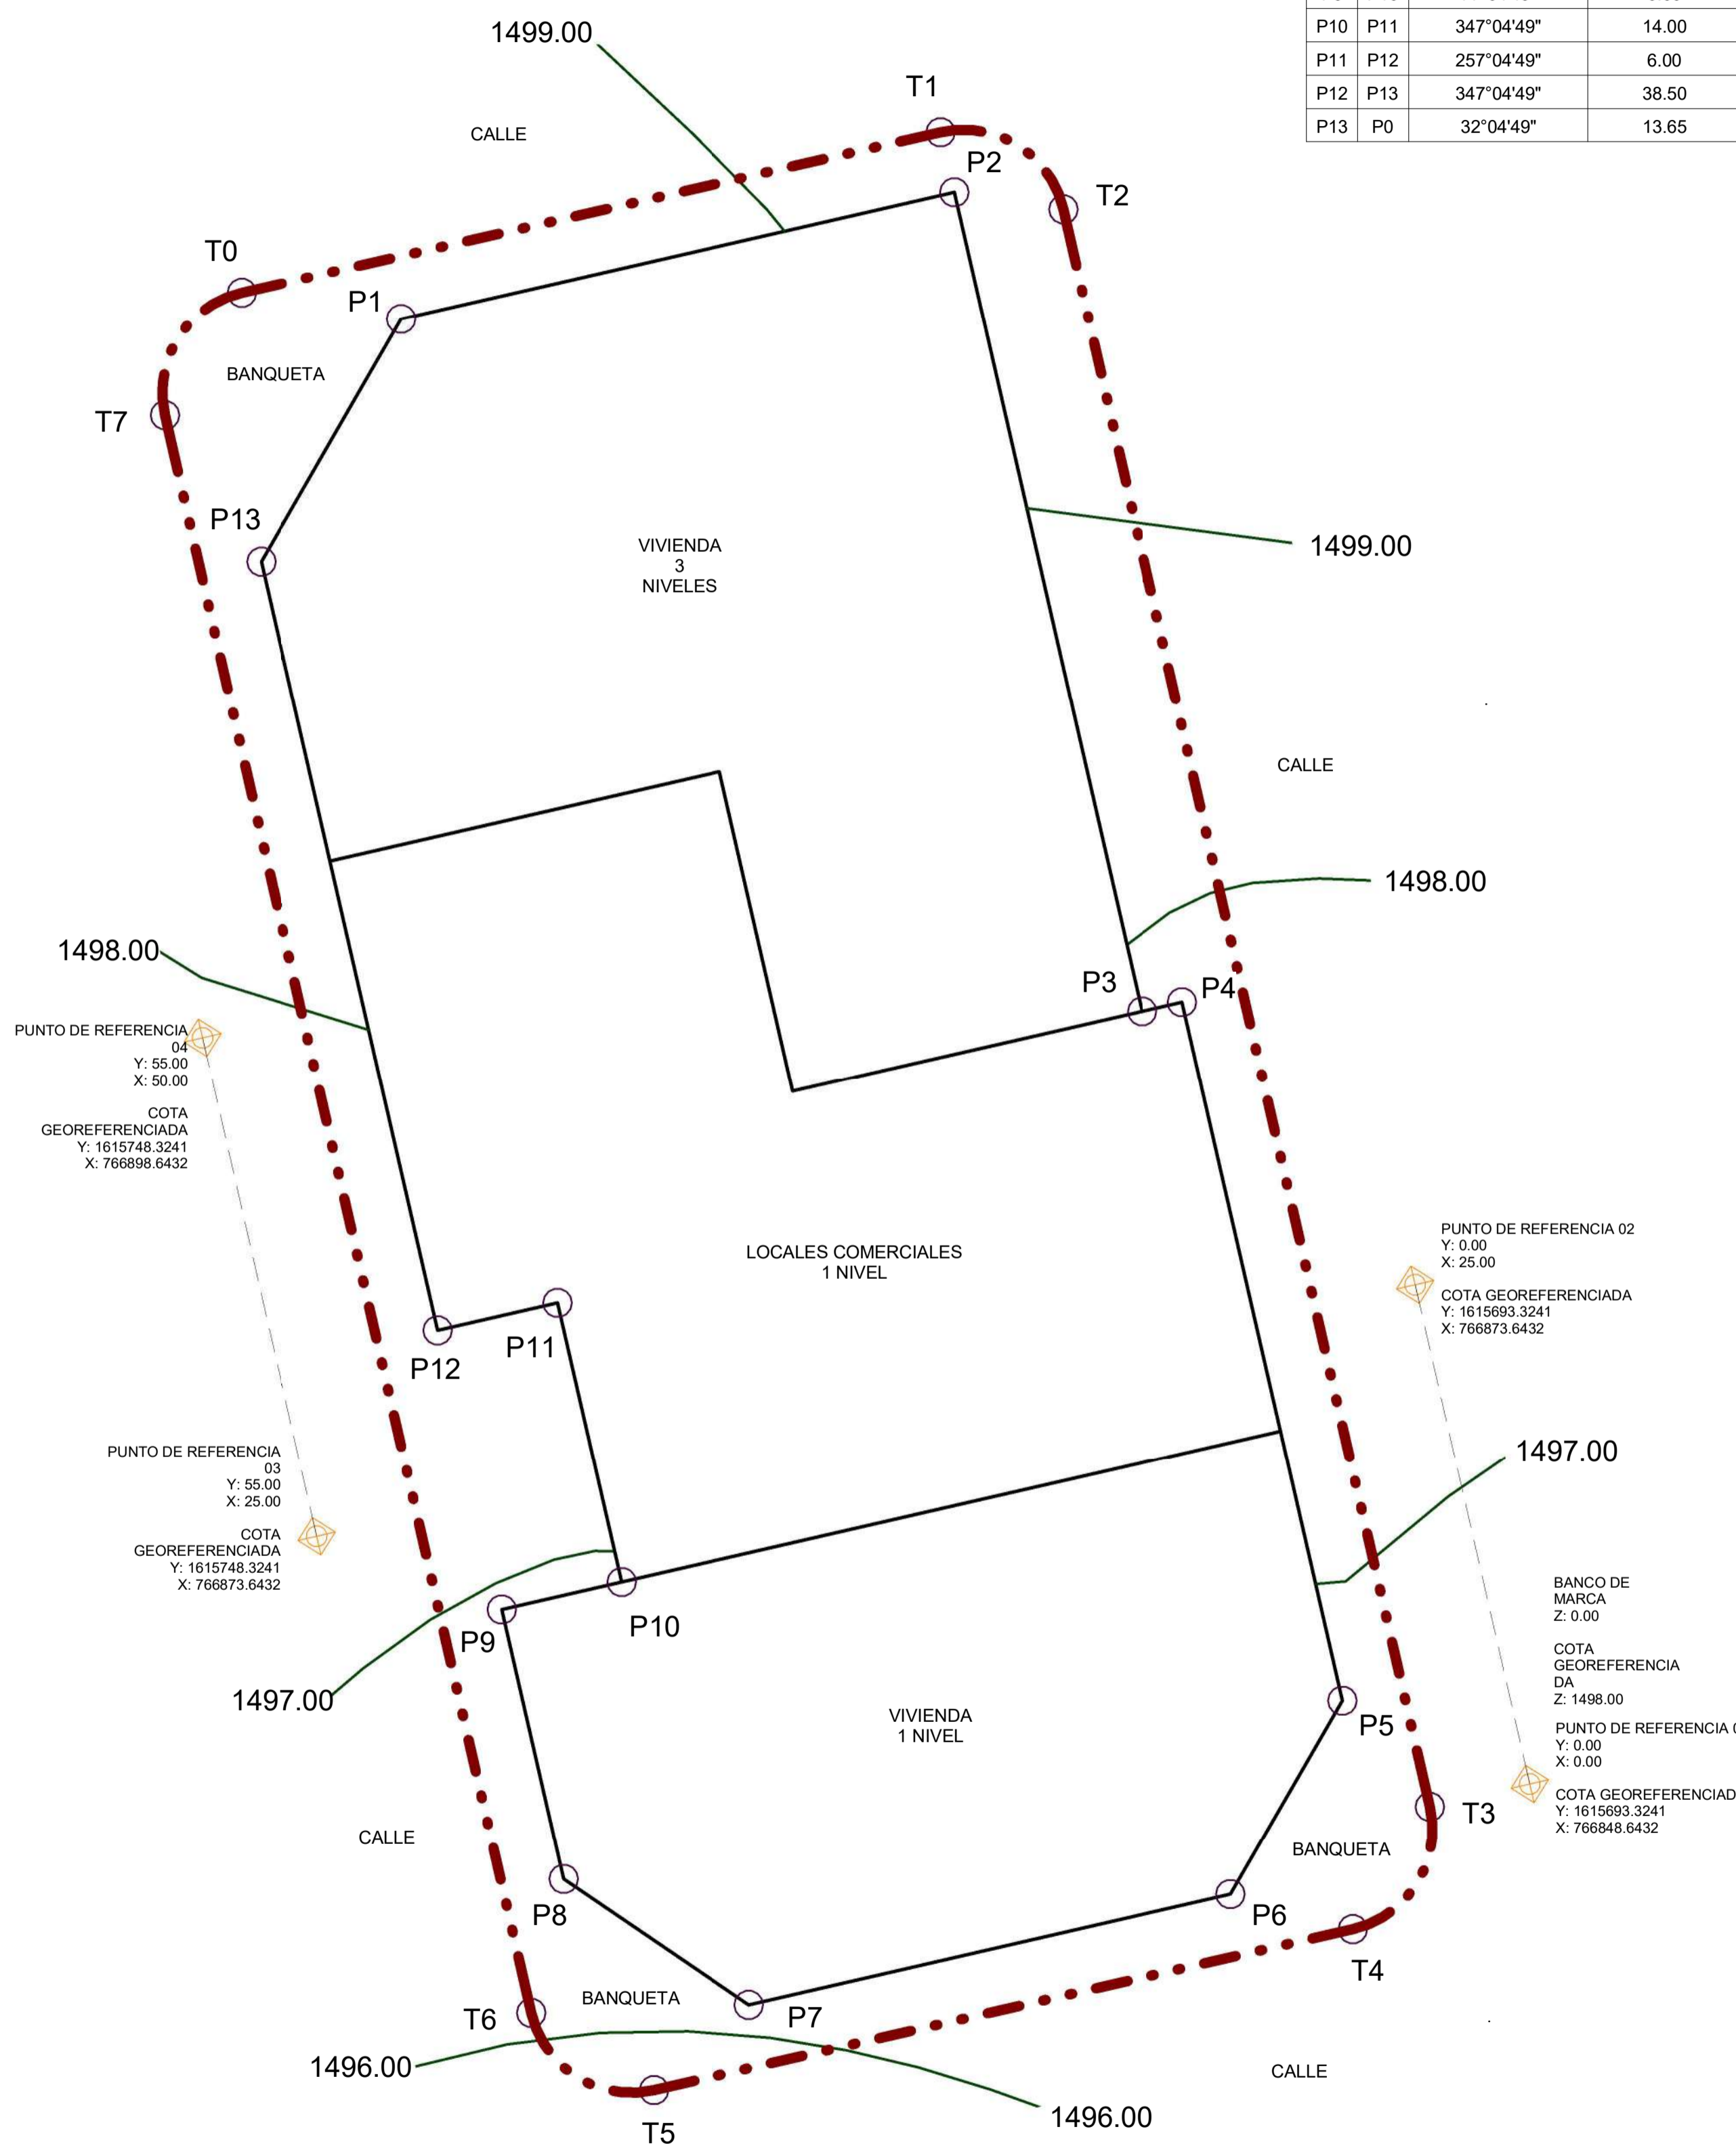 P10 P11 347°04'49" 14.00
P11 P12 257°04'49" 6.00
P12 P13 347°04'49" 38.50
P13 P0 32°04'49" 13.65
1499.00
T1
CALLE
P2
T2
T0
P1
BANQUETA
T7
P13
VIVIENDA
3
NIVELES
1499.00
CALLE
1498.00
1498.00
P3
P4
PUNTO DE REFERENCIA
04
Y: 55.00
X: 50.00
COTA
GEOREFERENCIADA
Y: 1615748.3241
X: 766898.6432
LOCALES COMERCIALES
1 NIVEL
PUNTO DE REFERENCIA 02
Y: 0.00
X: 25.00
COTA GEOREFERENCIADA
Y: 1615693.3241
X: 766873.6432
P11
P12
PUNTO DE REFERENCIA
03
Y: 55.00
X: 25.00
COTA
GEOREFERENCIADA
Y: 1615748.3241
X: 766873.6432
1497.00
P10
P9
1497.00
BANCO DE
MARCA
Z: 0.00
COTA
GEOREFERENCIA
DA
Z: 1498.00
VIVIENDA
1 NIVEL
P5
PUNTO DE REFERENCIA
Y: 0.00
X: 0.00
COTA GEOREFERENCIAD
Y: 1615693.3241
X: 766848.6432
T3
CALLE
BANQUETA
P8
P6
T4
BANQUETA
P7
T6
1496.00
CALLE
1496.00
T5